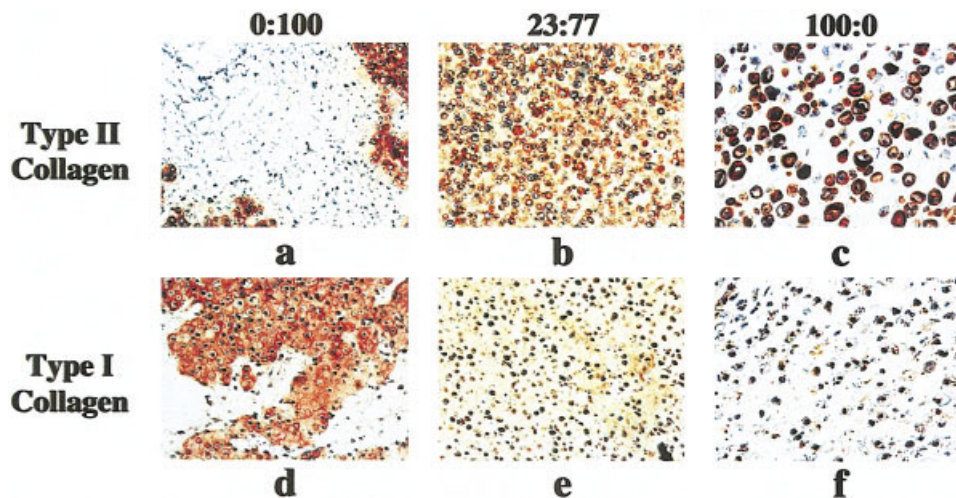 0:100 23:77 100:0
Type II
Collagen
a b c
Type I
Collagen
d e f